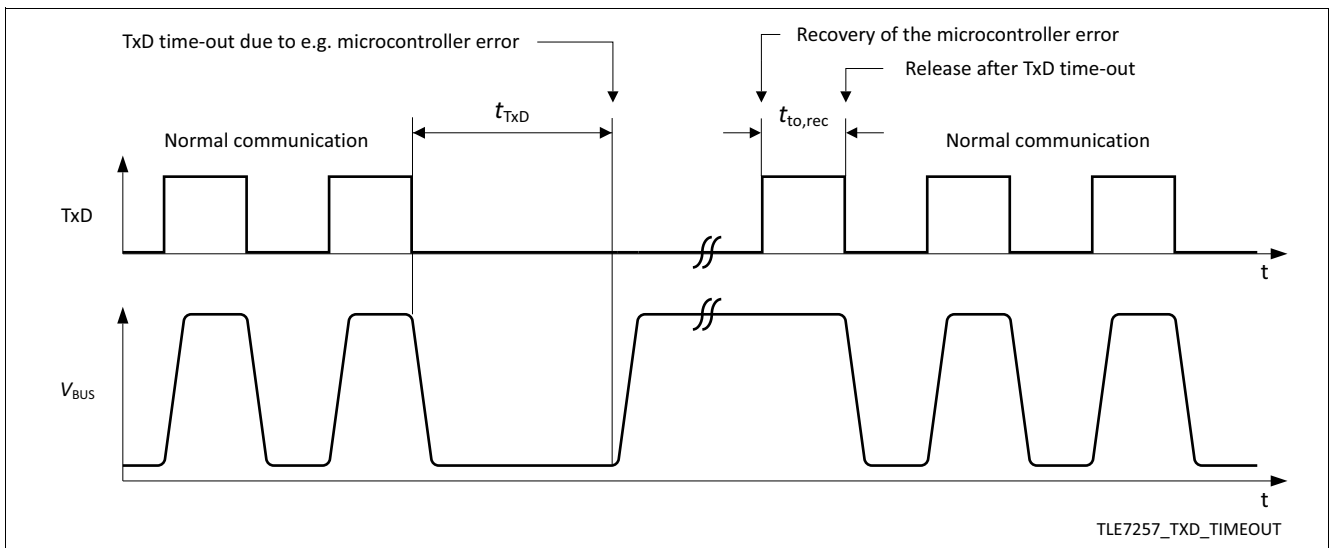 TxD time-out due to e.g. microcontroller error
Recovery of the microcontroller error
Release after TxD time-out
tTxD
tto,rec
Normal communication
Normal communication
TxD
t
VBUS
t
TLE7257_TXD_TIMEOUT